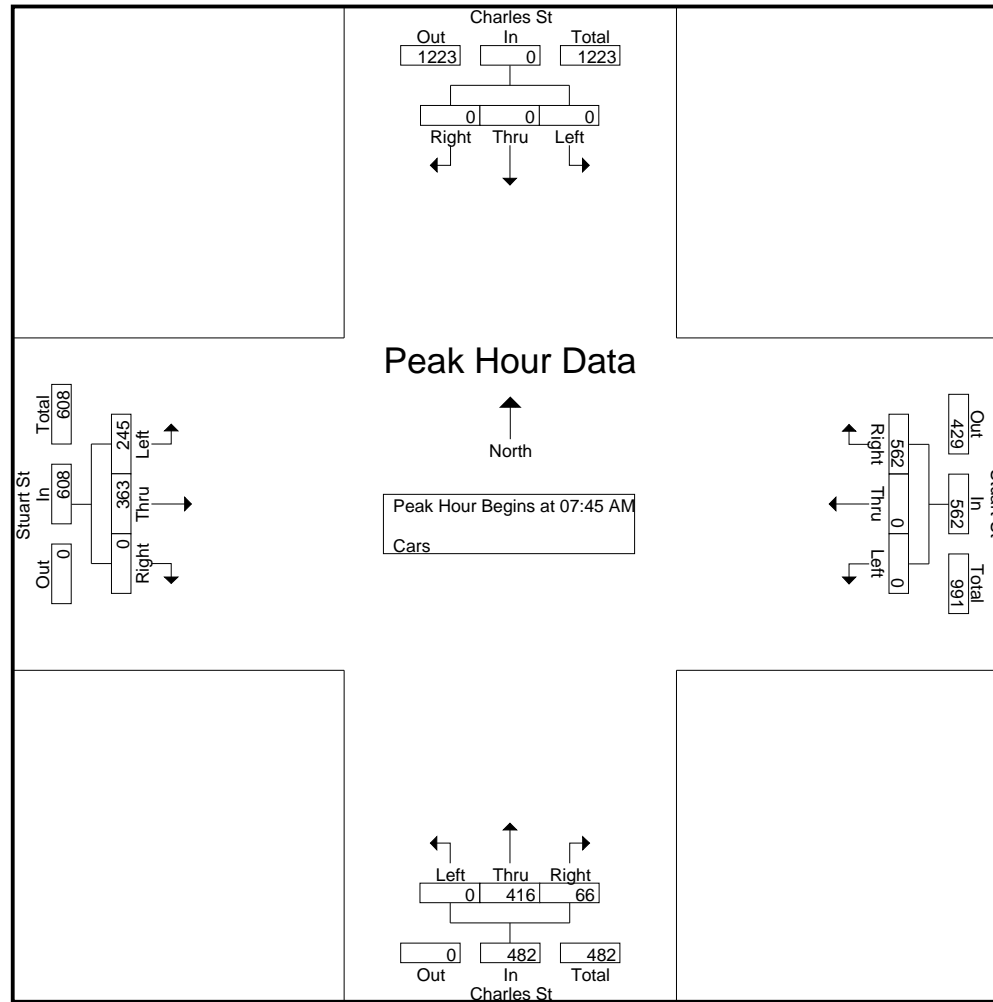 Charles St
Out In Total
1223 0 1223
0 0 0
Right Thru Left
Peak Hour Data
North
Peak Hour Begins at 07:45 AM
Cars
Stuart St
Total In Out
608 608 0
245 363 0
Left Thru Right
Right Thru Left
562 0 0
Out In Total
429 562 991
Stuart St
Left Thru Right
0 416 66
0 482 482
Out In Total
Charles St